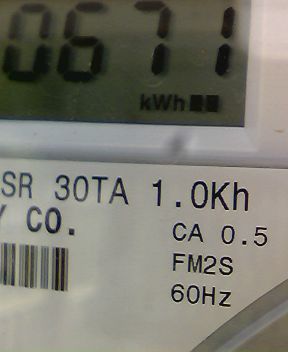 0671
kWh
SR 30TA 1.0Kh
Y CO.
CA 0.5
FM2S
60Hz